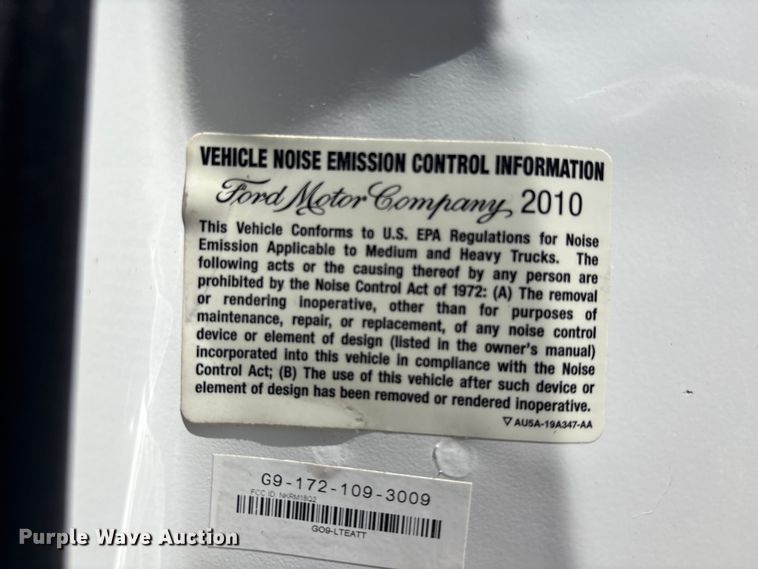 VEHICLE NOISE EMISSION CONTROL INFORMATION
Ford Motor Company 2010
This Vehicle Conforms to U.S. EPA Regulations for Noise
Emission Applicable to Medium and Heavy Trucks. The
following acts or the causing thereof by any person are
prohibited by the Noise Control Act of 1972: (A) The removal
or rendering inoperative, other than for purposes of
maintenance, repair, or replacement, of any noise control
device or element of design (listed in the owner's manual)
incorporated into this vehicle in compliance with the Noise
Control Act; (B) The use of this vehicle after such device or
element of design has been removed or rendered inoperative.
▽ AU5A-19A347-AA
G9-172-109-3009
FCC ID: NKRM18Q2
GO9-LTEATT
Purple Wave Auction